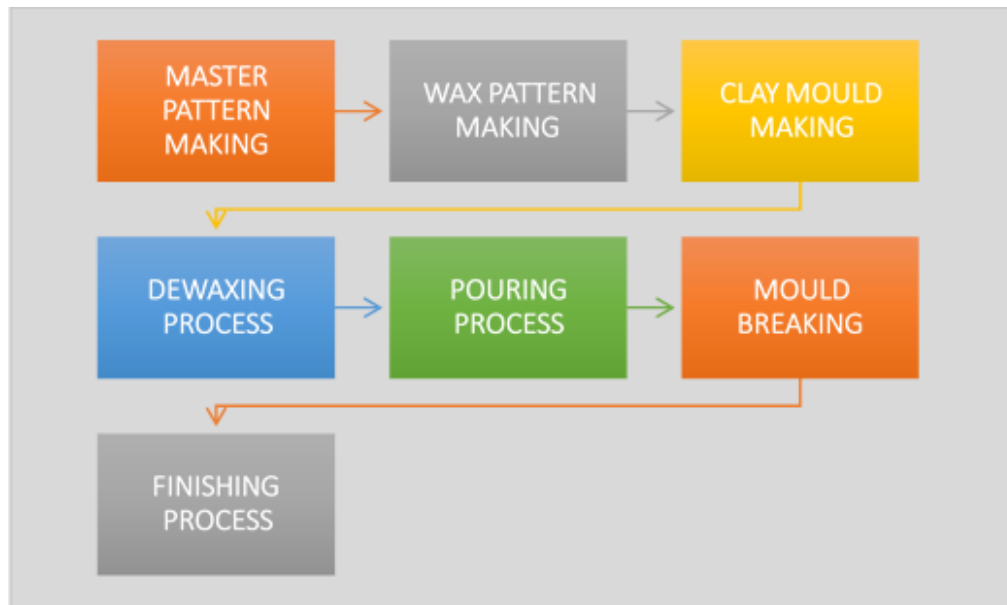 MASTER
PATTERN
MAKING
WAX PATTERN
MAKING
CLAY MOULD
MAKING
DEWAXING
PROCESS
POURING
PROCESS
MOULD
BREAKING
FINISHING
PROCESS